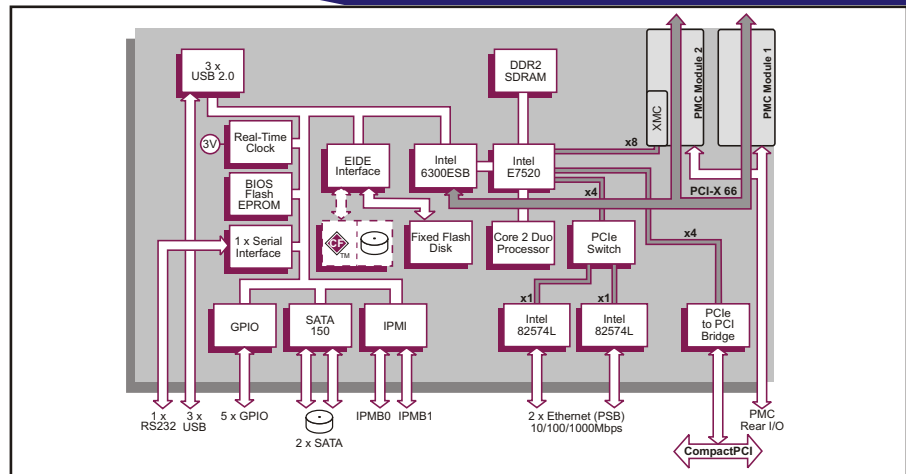 3 x
USB 2.0
DDR2
SDRAM
XMC
PMC Module 2
PMC Module 1
3V
Real-Time
Clock
EIDE
Interface
Intel
6300ESB
Intel
E7520
x8
x4
PCI-X 66
BIOS
Flash
EPROM
1 x Serial
Interface
CF
TM
Fixed Flash
Disk
Core 2 Duo
Processor
PCIe
Switch
x4
x1
x1
GPIO
SATA
150
IPMI
Intel
82574L
Intel
82574L
PCIe
to PCI
Bridge
1 x
RS232
3 x
USB
5 x GPIO
2 x SATA
IPMB0
IPMB1
2 x Ethernet (PSB)
10/100/1000Mbps
PMC
Rear I/O
CompactPCI